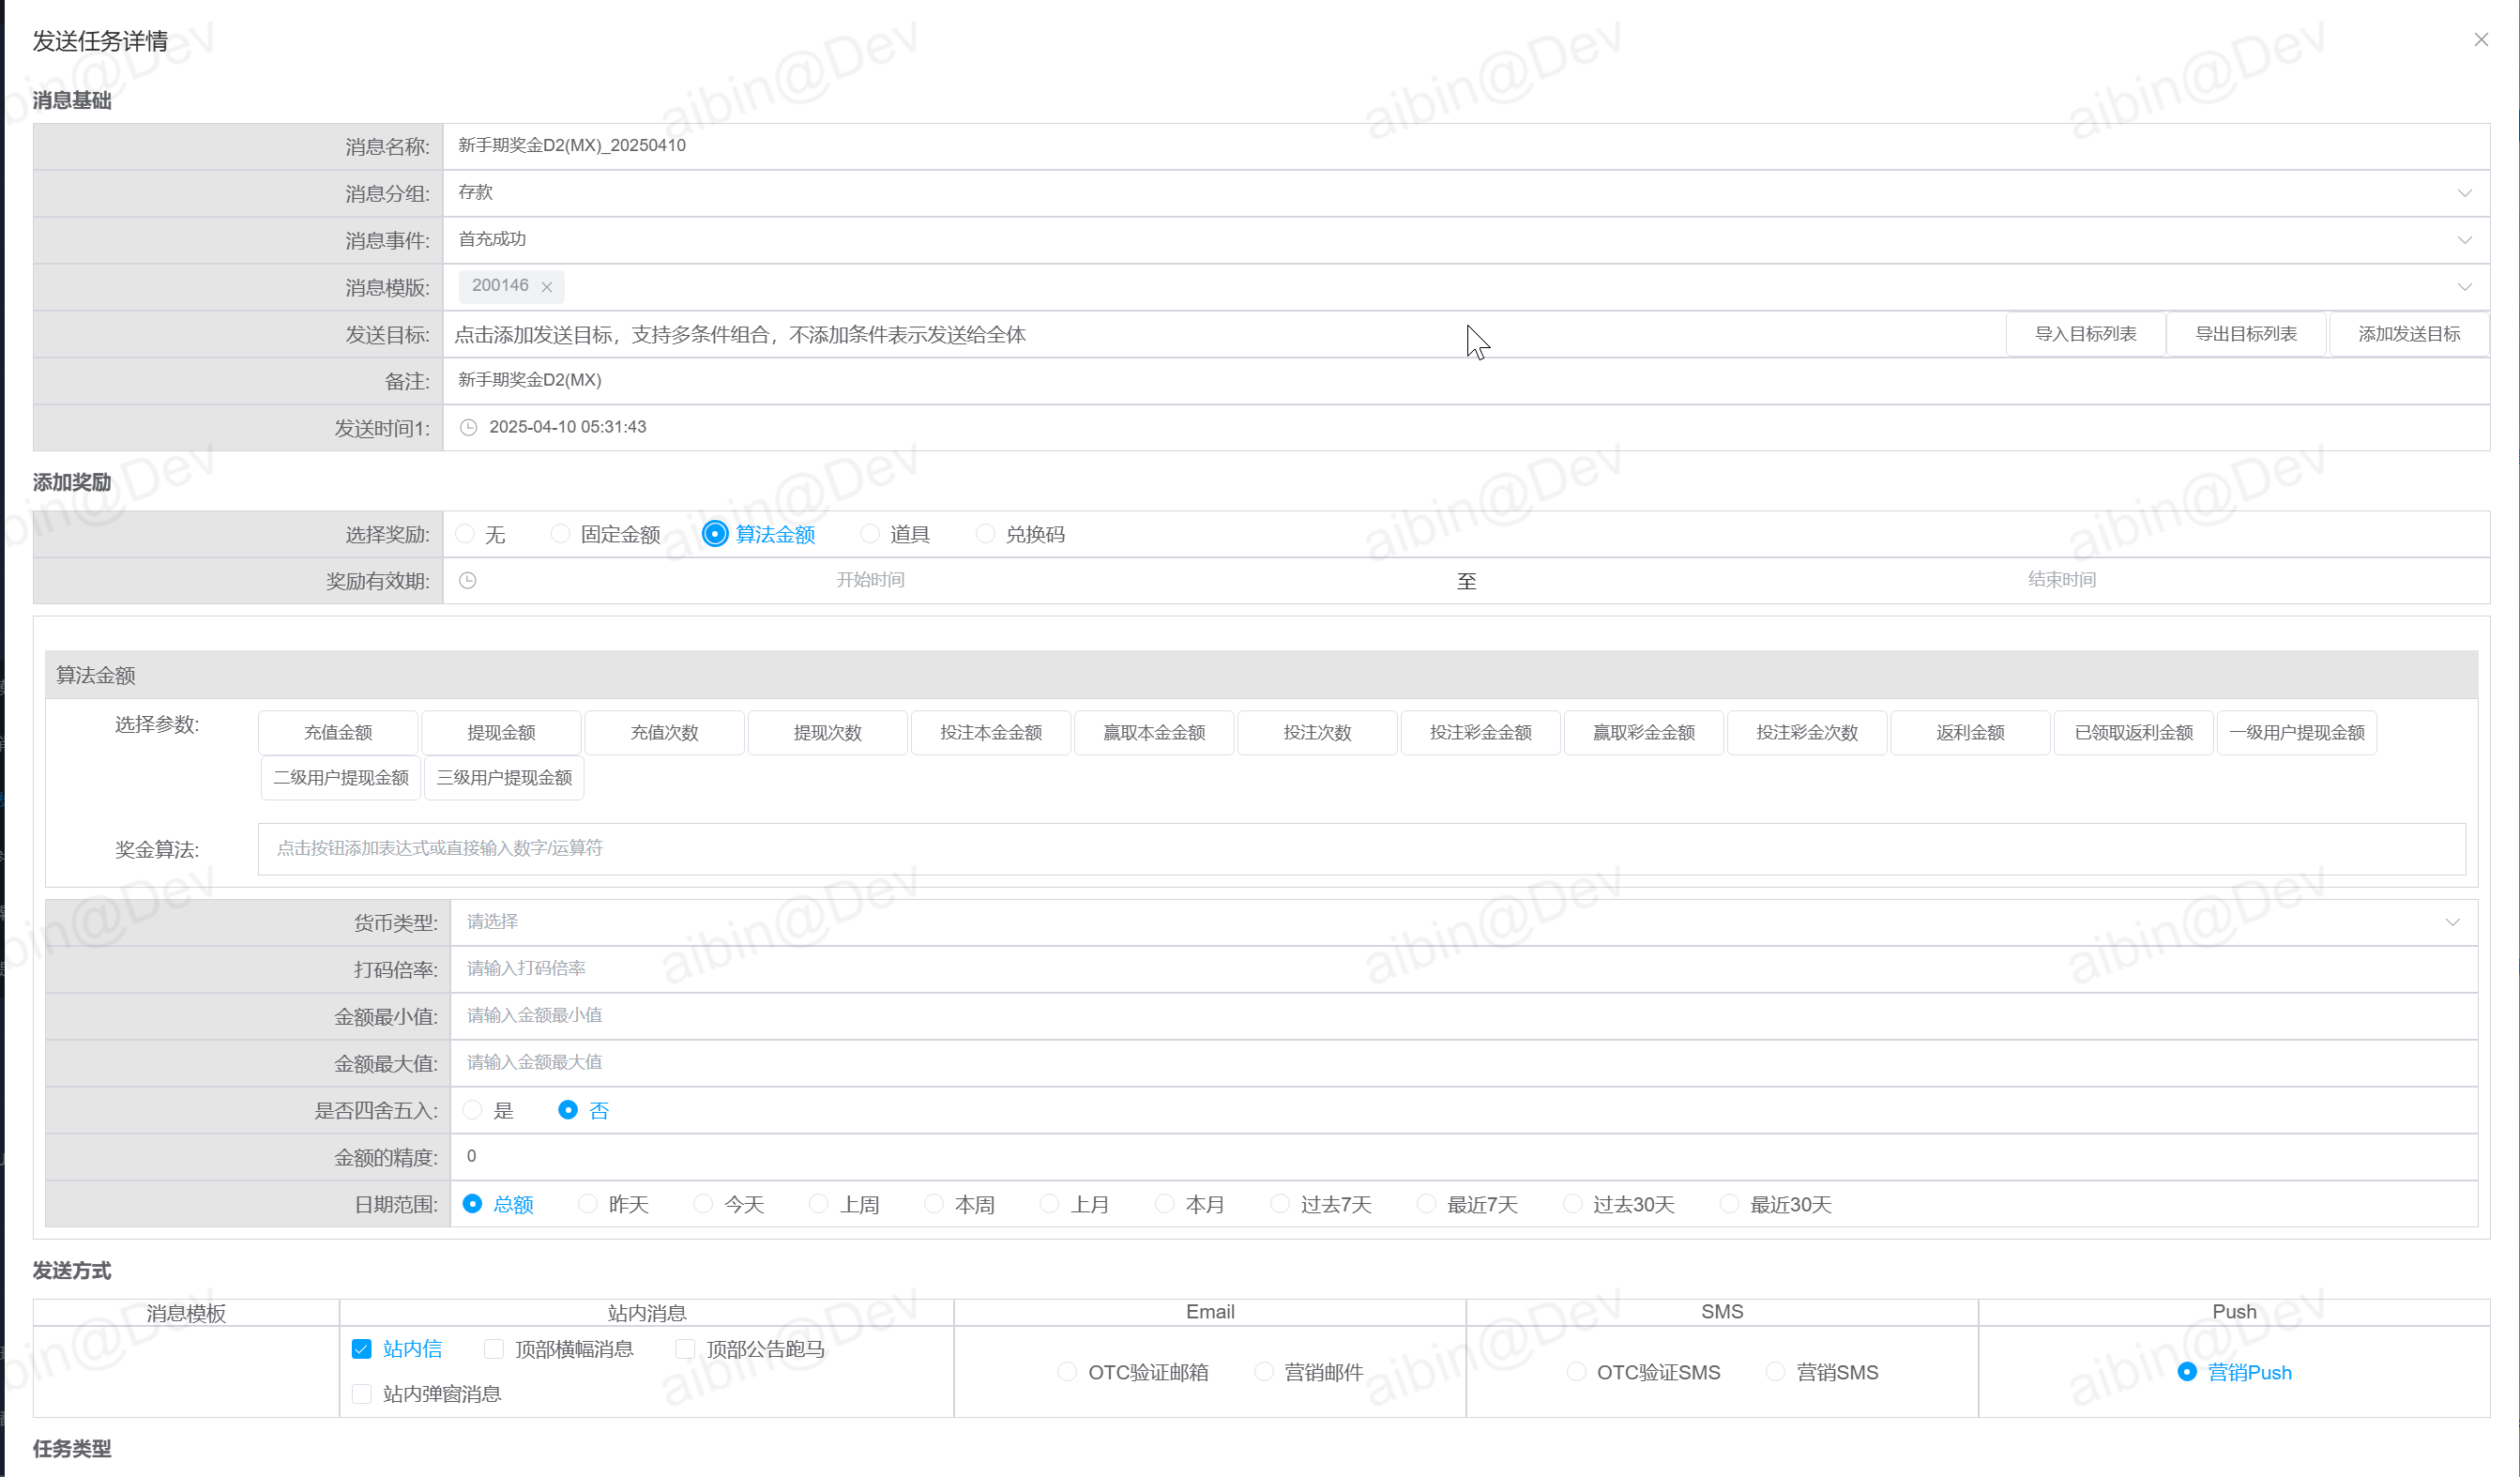 发送任务详情
消息基础
消息名称: 新手期奖金D2(MX)_20250410
消息分组: 存款
消息事件: 首充成功
消息模版: 200146
发送目标: 点击添加发送目标，支持多条件组合，不添加条件表示发送给全体 导入目标列表 导出目标列表 添加发送目标
备注: 新手期奖金D2(MX)
发送时间1: 2025-04-10 05:31:43
添加奖励
选择奖励: 无 固定金额 算法金额 道具 兑换码
奖励有效期: 开始时间 至 结束时间
算法金额
选择参数: 充值金额 提现金额 充值次数 提现次数 投注本金金额 赢取本金金额 投注次数 投注彩金金额 赢取彩金金额 投注彩金次数 返利金额 已领取返利金额 一级用户提现金额
二级用户提现金额 三级用户提现金额
奖金算法: 点击按钮添加表达式或直接输入数字/运算符
货币类型: 请选择
打码倍率: 请输入打码倍率
金额最小值: 请输入金额最小值
金额最大值: 请输入金额最大值
是否四舍五入: 是 否
金额的精度: 0
日期范围: 总额 昨天 今天 上周 本周 上月 本月 过去7天 最近7天 过去30天 最近30天
发送方式
消息模板 站内消息 Email SMS Push
站内信 顶部横幅消息 顶部公告跑马
站内弹窗消息
OTC验证邮箱 营销邮件 OTC验证SMS 营销SMS 营销Push
任务类型
aibin@Dev